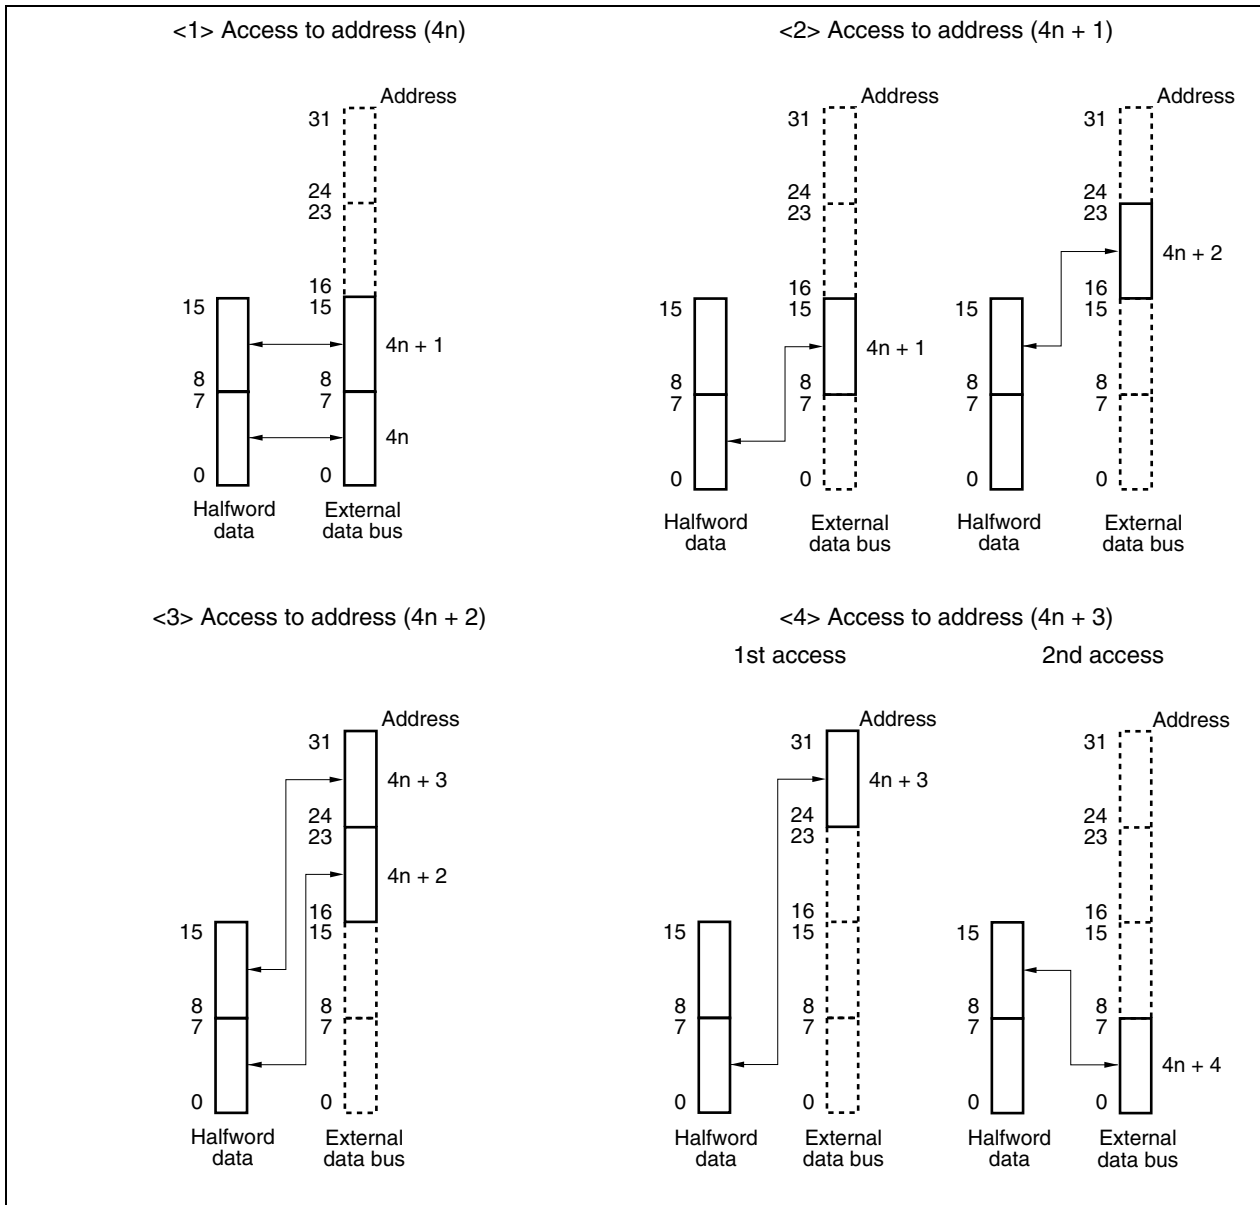 <1> Access to address (4n)
Address
31
24
23
16
15
8
7
0
15
8
7
0
4n + 1
4n
Halfword
data
External
data bus
<2> Access to address (4n + 1)
Address
31
24
23
16
15
8
7
0
15
8
7
0
4n + 1
Halfword
data
External
data bus
Address
31
24
23
16
15
8
7
0
15
8
7
0
4n + 2
Halfword
data
External
data bus
<3> Access to address (4n + 2)
Address
31
24
23
16
15
8
7
0
15
8
7
0
4n + 3
4n + 2
Halfword
data
External
data bus
<4> Access to address (4n + 3)
1st access
Address
31
24
23
16
15
8
7
0
15
8
7
0
4n + 3
Halfword
data
External
data bus
2nd access
Address
31
24
23
16
15
8
7
0
15
8
7
0
4n + 4
Halfword
data
External
data bus